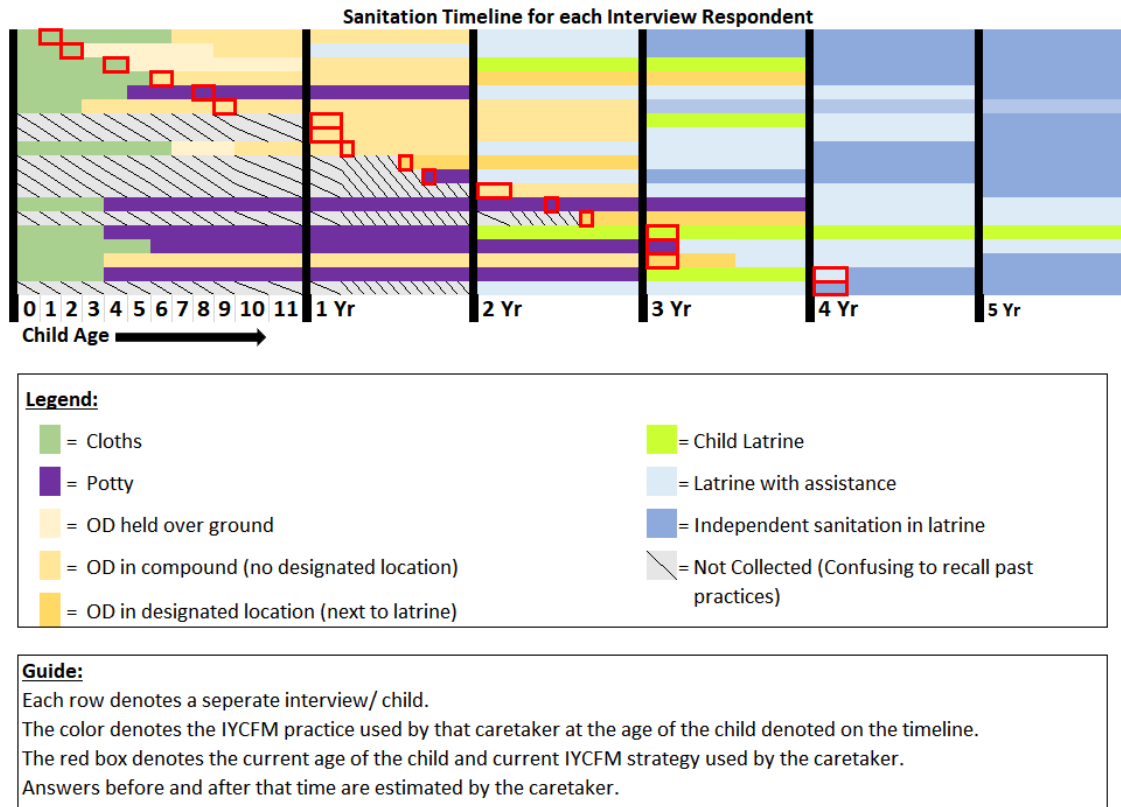 Sanitation Timeline for each Interview Respondent
0 1 2 3 4 5 6 7 8 9 10 11 1 Yr 2 Yr 3 Yr 4 Yr 5 Yr
Child Age
Legend:
= Cloths
= Potty
= OD held over ground
= OD in compound (no designated location)
= OD in designated location (next to latrine)
= Child Latrine
= Latrine with assistance
= Independent sanitation in latrine
= Not Collected (Confusing to recall past
practices)
Guide:
Each row denotes a seperate interview/ child.
The color denotes the IYCFM practice used by that caretaker at the age of the child denoted on the timeline.
The red box denotes the current age of the child and current IYCFM strategy used by the caretaker.
Answers before and after that time are estimated by the caretaker.